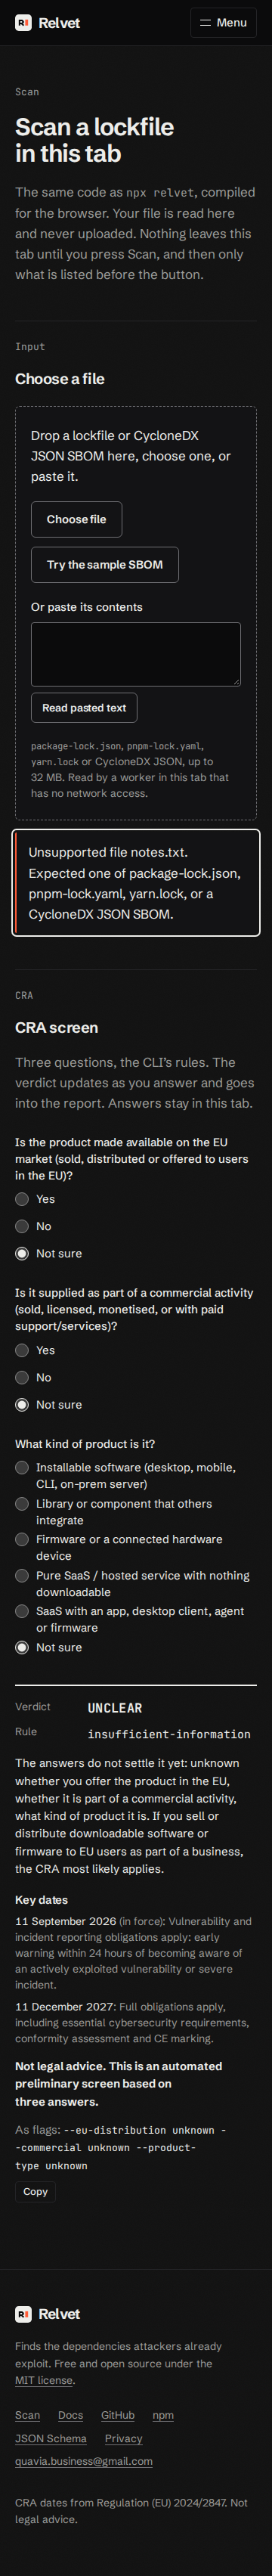 Relvet
Menu
Scan
Scan a lockfile
in this tab
The same code as npx relvet, compiled
for the browser. Your file is read here
and never uploaded. Nothing leaves this
tab until you press Scan, and then only
what is listed before the button.
Input
Choose a file
Drop a lockfile or CycloneDX
JSON SBOM here, choose one, or
paste it.
Choose file
Try the sample SBOM
Or paste its contents
Read pasted text
package-lock.json, pnpm-lock.yaml,
yarn.lock or CycloneDX JSON, up to
32 MB. Read by a worker in this tab that
has no network access.
Unsupported file notes.txt.
Expected one of package-lock.json,
pnpm-lock.yaml, yarn.lock, or a
CycloneDX JSON SBOM.
CRA
CRA screen
Three questions, the CLI's rules. The
verdict updates as you answer and goes
into the report. Answers stay in this tab.
Is the product made available on the EU
market (sold, distributed or offered to users
in the EU)?
Yes
No
Not sure
Is it supplied as part of a commercial activity
(sold, licensed, monetised, or with paid
support/services)?
Yes
No
Not sure
What kind of product is it?
Installable software (desktop, mobile,
CLI, on-prem server)
Library or component that others
integrate
Firmware or a connected hardware
device
Pure SaaS / hosted service with nothing
downloadable
SaaS with an app, desktop client, agent
or firmware
Not sure
Verdict UNCLEAR
Rule insufficient-information
The answers do not settle it yet: unknown
whether you offer the product in the EU,
whether it is part of a commercial activity,
what kind of product it is. If you sell or
distribute downloadable software or
firmware to EU users as part of a business,
the CRA most likely applies.
Key dates
11 September 2026 (in force): Vulnerability and
incident reporting obligations apply: early
warning within 24 hours of becoming aware of
an actively exploited vulnerability or severe
incident.
11 December 2027: Full obligations apply,
including essential cybersecurity requirements,
conformity assessment and CE marking.
Not legal advice. This is an automated
preliminary screen based on
three answers.
As flags: --eu-distribution unknown -
-commercial unknown --product-
type unknown
Copy
Relvet
Finds the dependencies attackers already
exploit. Free and open source under the
MIT license.
Scan Docs GitHub npm
JSON Schema Privacy
quavia.business@gmail.com
CRA dates from Regulation (EU) 2024/2847. Not
legal advice.